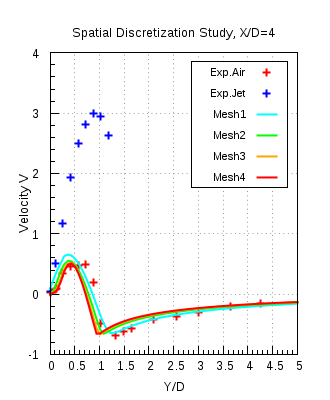 Spatial Discretization Study, X/D=4
4
3
2
1
0
-1
Velocity V
Exp.Air
Exp.Jet
Mesh1
Mesh2
Mesh3
Mesh4
0 0.5 1 1.5 2 2.5 3 3.5 4 4.5 5
Y/D